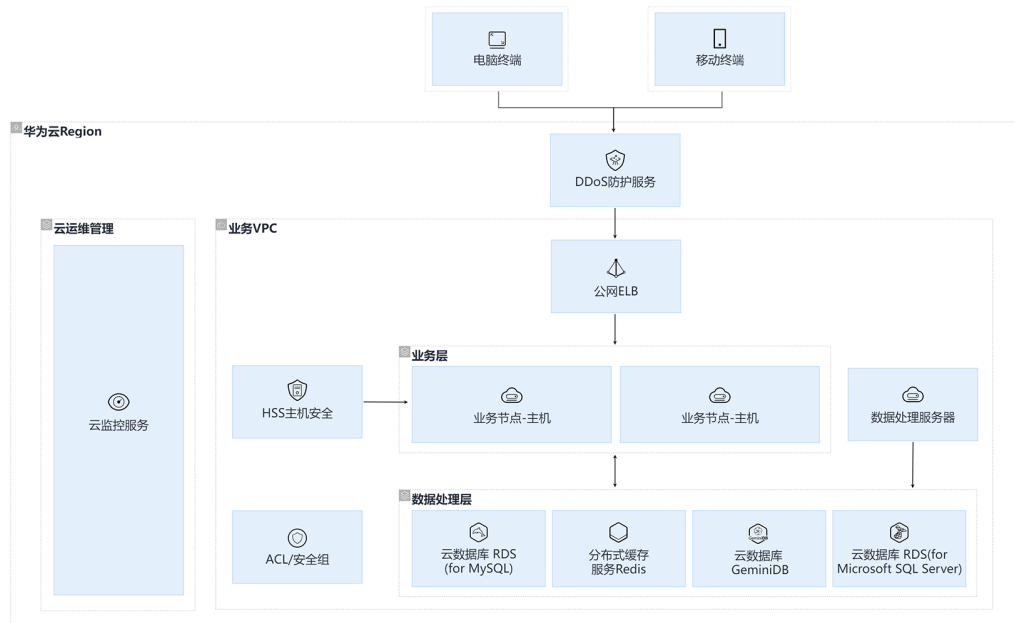 电脑终端
移动终端
华为云Region
DDoS防护服务
云运维管理
业务VPC
公网ELB
业务层
HSS主机安全
业务节点-主机
业务节点-主机
数据处理服务器
云监控服务
数据处理层
ACL/安全组
云数据库 RDS
(for MySQL)
分布式缓存
服务Redis
GeminiDB
云数据库
GeminiDB
云数据库 RDS(for
Microsoft SQL Server)